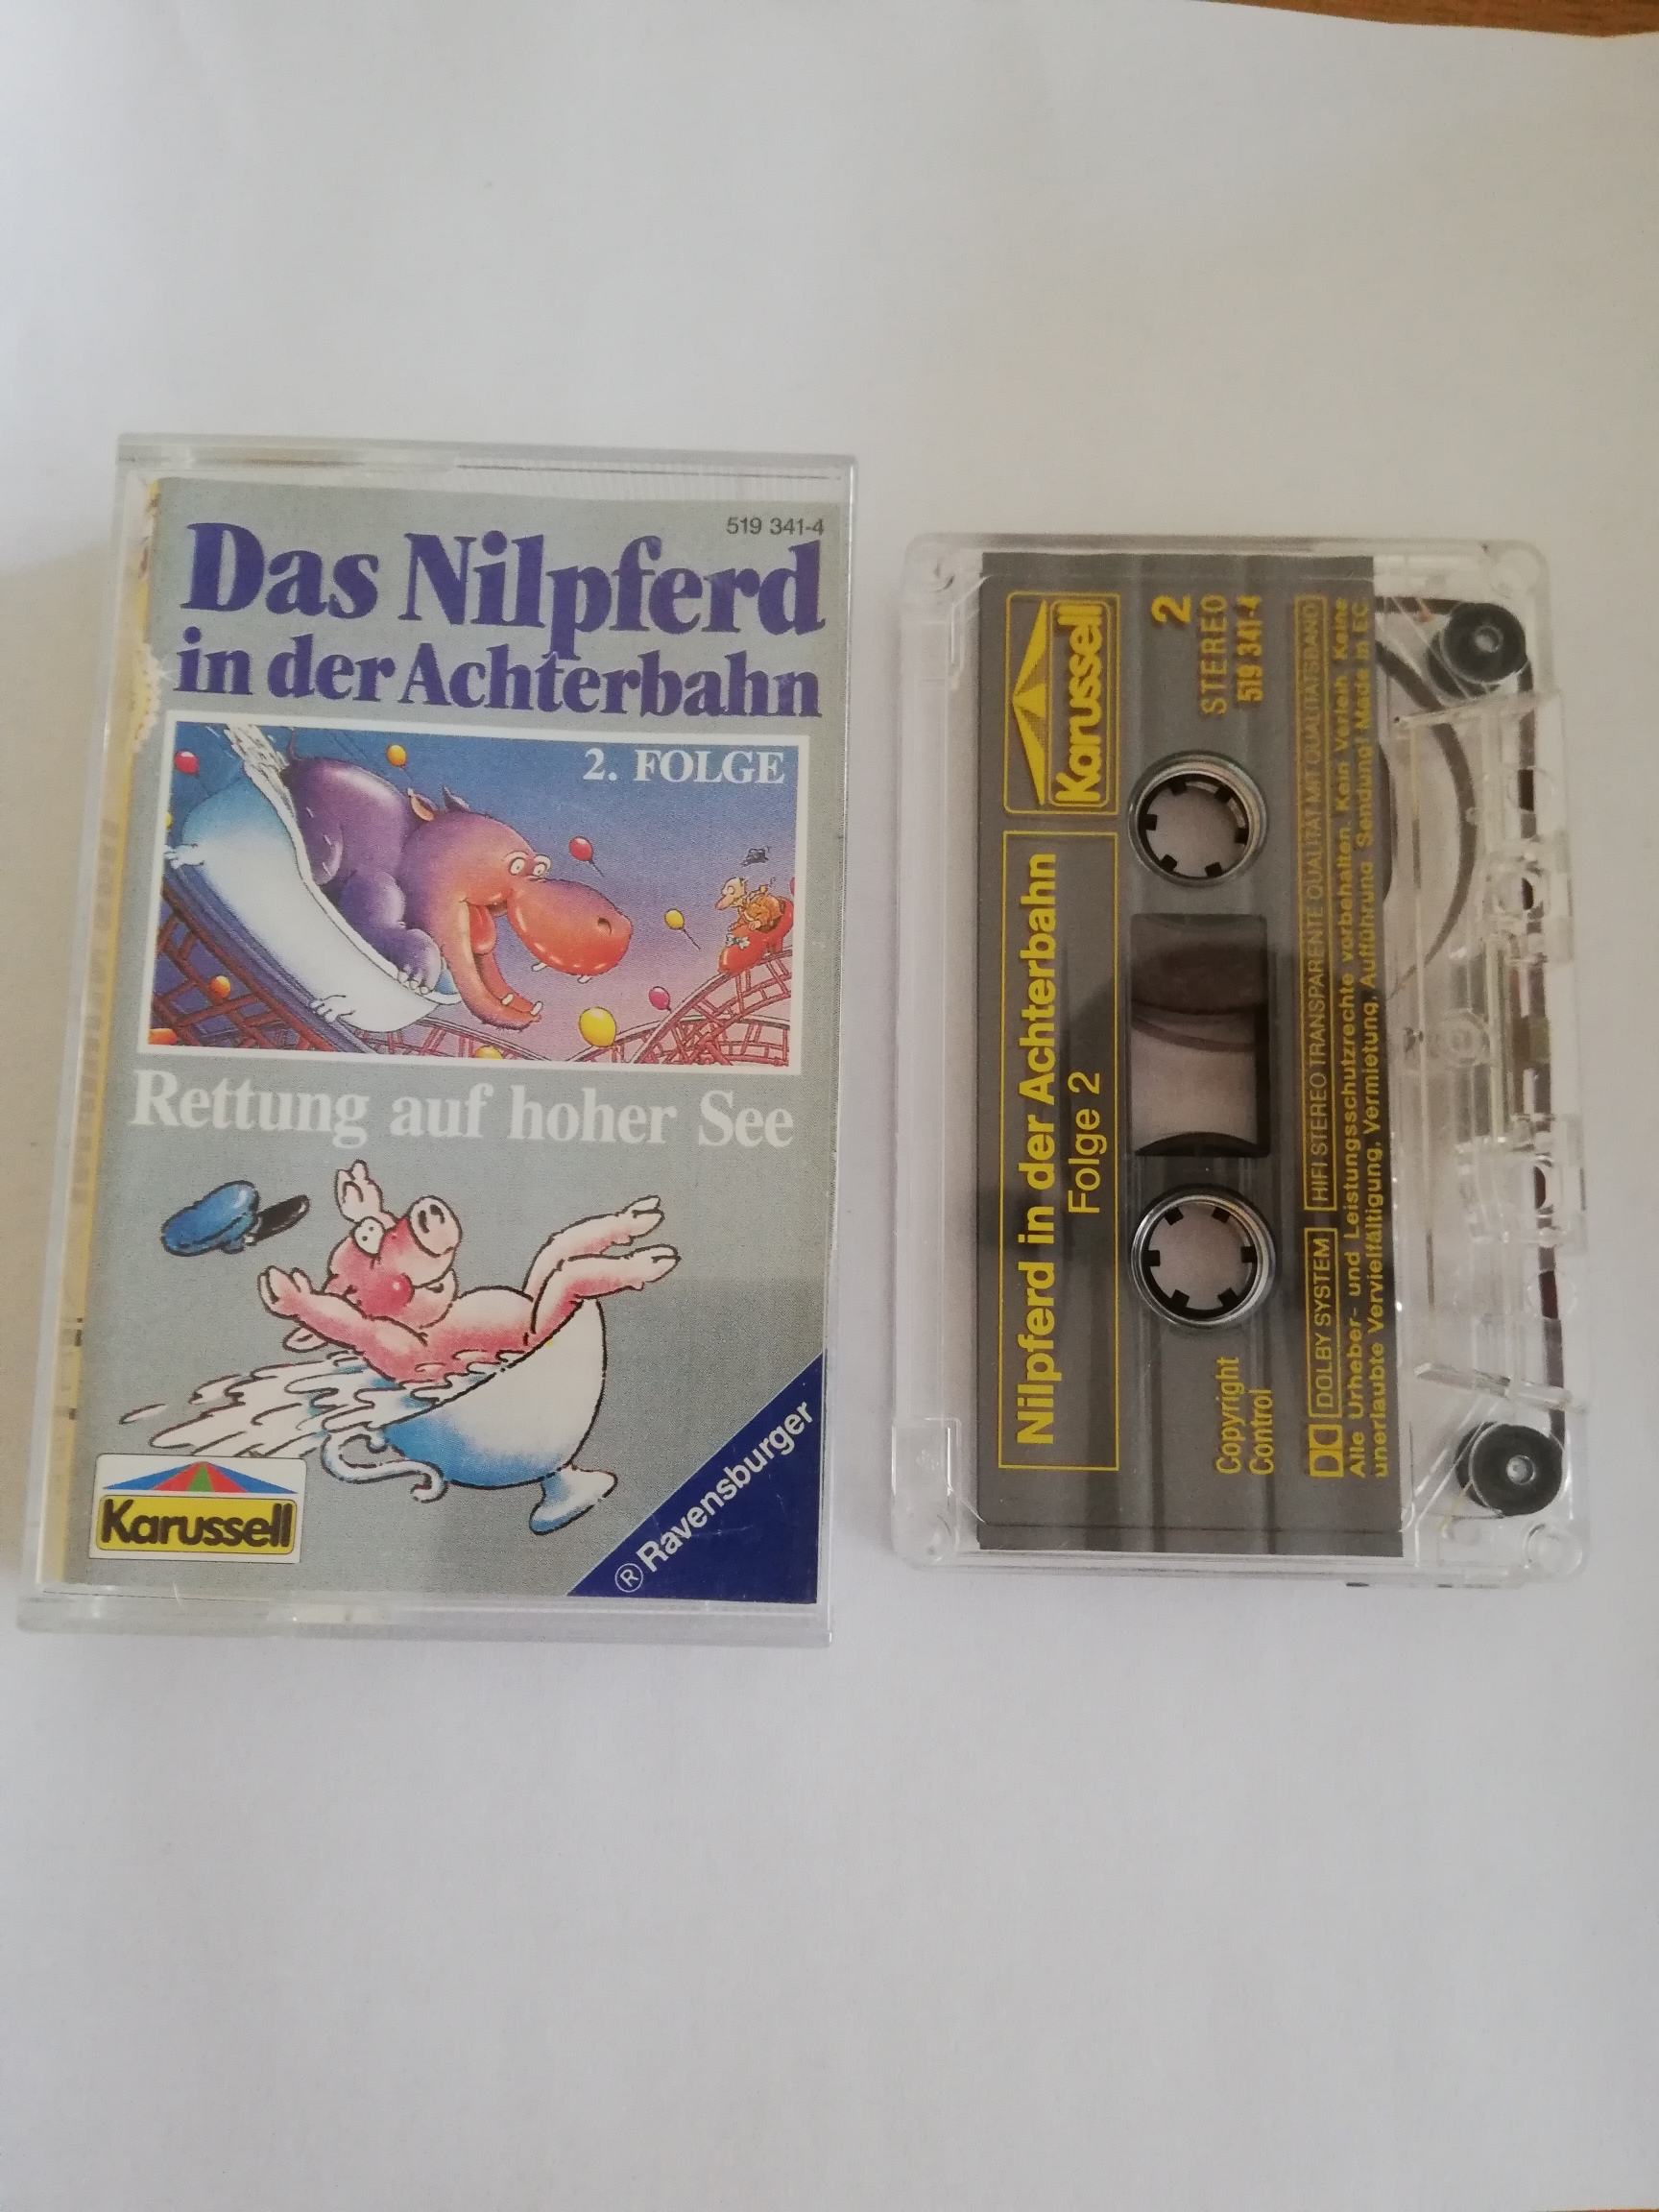 519 341-4
Das Nilpferd
in der Achterbahn
2. FOLGE
Rettung auf hoher See
Karussell
® Ravensburger
Karussell
Nilpferd in der Achterbahn
Folge 2
2
STEREO
519 341-4
Copyright
Control
DOLBY SYSTEM HIFI STEREO TRANSPARENTE QUALITÄT MIT QUALITÄTSBAND
Alle Urheber- und Leistungsschutzrechte vorbehalten. Kein Verleih Keine
unerlaubte Vervielfältigung, Vermietung, Aufführung, Sendung! Made in EC.